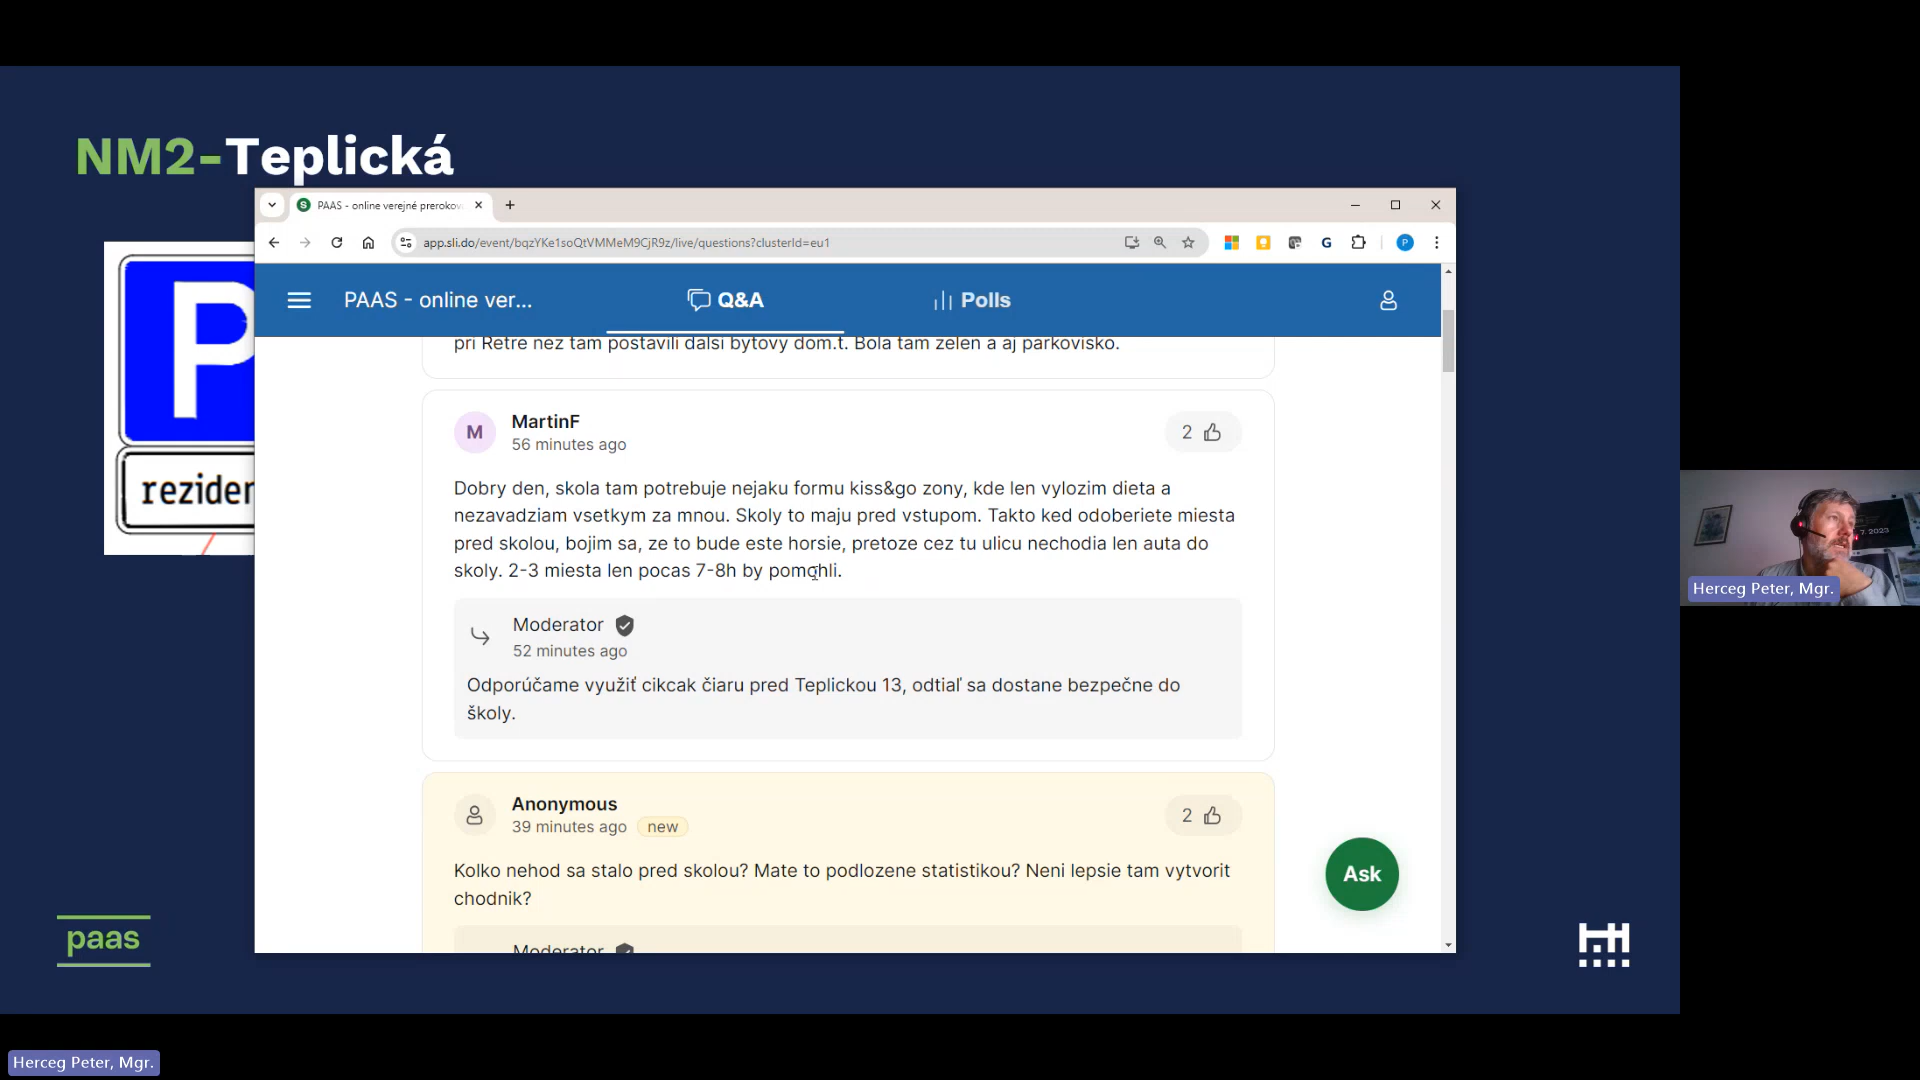 NM2-Teplická
PAAS - online verejné prerokov
app.sli.do/event/bqzYKe1soQtVMMeM9CjR9z/live/questions?clusterId=eu1
PAAS - online ver...
Q&A
Polls
pri Retre nez tam postavili dalsi bytovy dom.t. Bola tam zelen a aj parkovisko.
M
MartinF
56 minutes ago
2
Dobry den, skola tam potrebuje nejaku formu kiss&go zony, kde len vylozim dieta a
nezavadziam vsetkym za mnou. Skoly to maju pred vstupom. Takto ked odoberiete miesta
pred skolou, bojim sa, ze to bude este horsie, pretoze cez tu ulicu nechodia len auta do
skoly. 2-3 miesta len pocas 7-8h by pomohli.
Moderator
52 minutes ago
Odporúčame využiť cikcak čiaru pred Teplickou 13, odtiaľ sa dostane bezpečne do
školy.
Anonymous
39 minutes ago
new
2
Kolko nehod sa stalo pred skolou? Mate to podlozene statistikou? Neni lepsie tam vytvorit
chodnik?
Moderator
Ask
P
reziden
paas
7. 2023
Herceg Peter, Mgr.
Herceg Peter, Mgr.